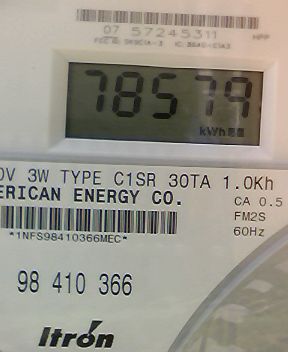 07 57245311
78579
kWh
0V 3W TYPE C1SR 30TA 1.0Kh
ERICAN ENERGY CO.
CA 0.5
FM2S
60Hz
*1NFS98410366MEC*
98 410 366
Itrón